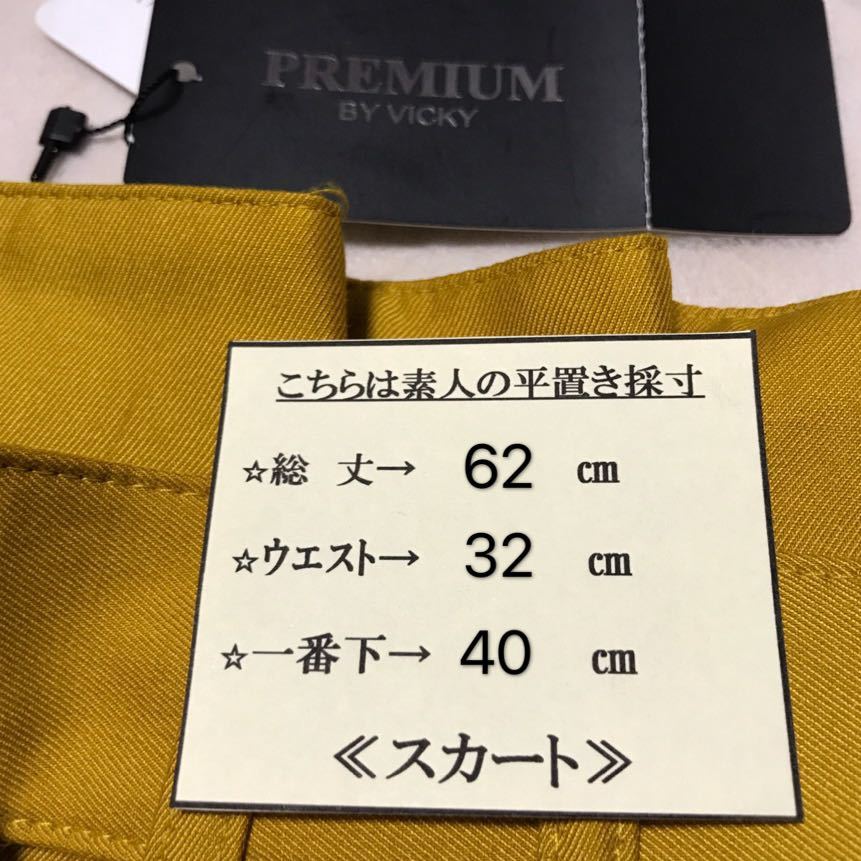 PREMIUM
BY VICKY
こちらは素人の平置き採寸
☆総 丈→ 62 ㎝
☆ウエスト→ 32 ㎝
☆一番下→ 40 ㎝
≪スカート≫